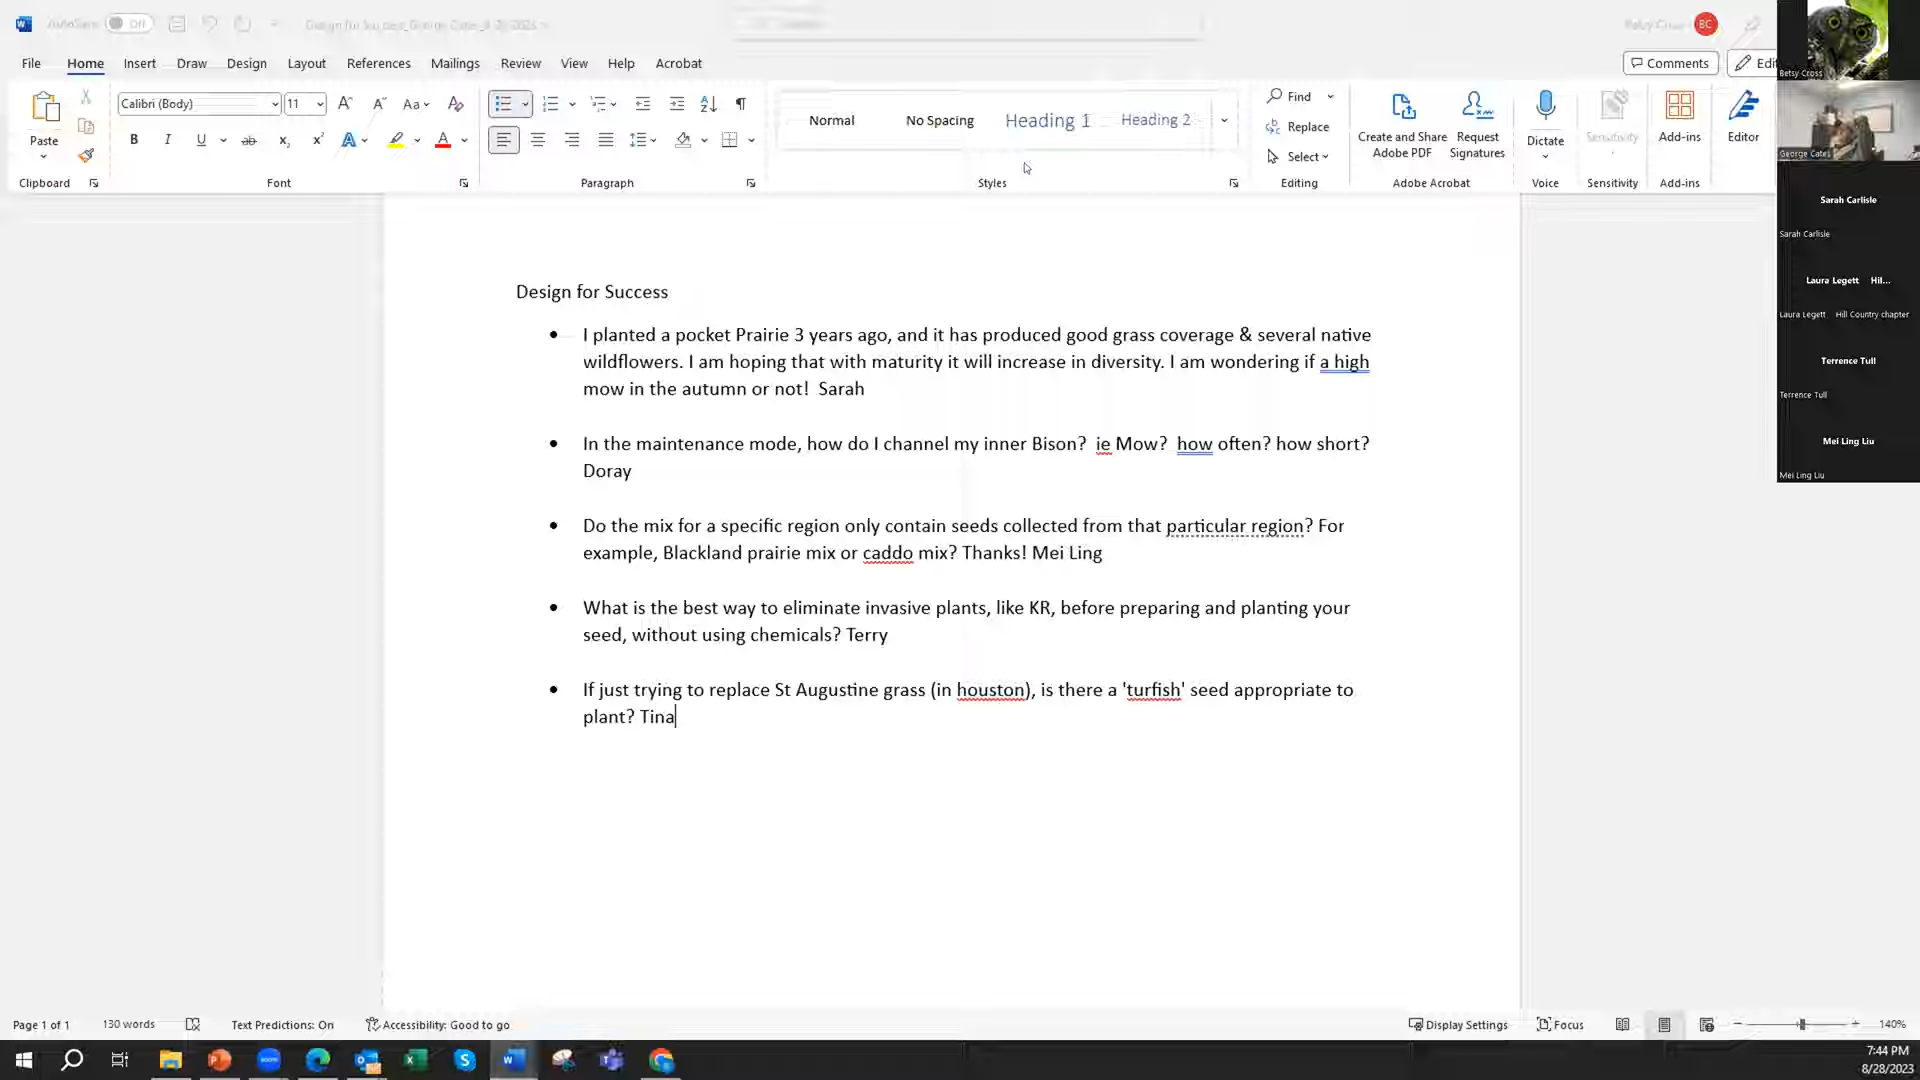 AutoSave Off
File Home Insert Draw Design Layout References Mailings Review View Help Acrobat
Comments
Edit
Paste
Clipboard
Calibri (Body) 11
Font
Paragraph
Normal No Spacing Heading 1 Heading 2
Styles
Find
Replace
Select
Editing
Create and Share
Adobe PDF
Request
Signatures
Adobe Acrobat
Dictate
Voice
Sensitivity
Sensitivity
Add-ins
Add-ins
Editor
Design for Success
• I planted a pocket Prairie 3 years ago, and it has produced good grass coverage & several native
wildflowers. I am hoping that with maturity it will increase in diversity. I am wondering if a high
mow in the autumn or not!  Sarah
• In the maintenance mode, how do I channel my inner Bison?  ie Mow?  how often? how short?
Doray
• Do the mix for a specific region only contain seeds collected from that particular region? For
example, Blackland prairie mix or caddo mix? Thanks! Mei Ling
• What is the best way to eliminate invasive plants, like KR, before preparing and planting your
seed, without using chemicals? Terry
• If just trying to replace St Augustine grass (in houston), is there a 'turfish' seed appropriate to
plant? Tina
BC
Betsy Cross
George Cates
Sarah Carlisle
Sarah Carlisle
Laura Legett Hil...
Laura Legett Hill Country chapter
Terrence Tull
Terrence Tull
Mei Ling Liu
Mei Ling Liu
Page 1 of 1 130 words Text Predictions: On Accessibility: Good to go Display Settings Focus 140%
7:44 PM
8/28/2023